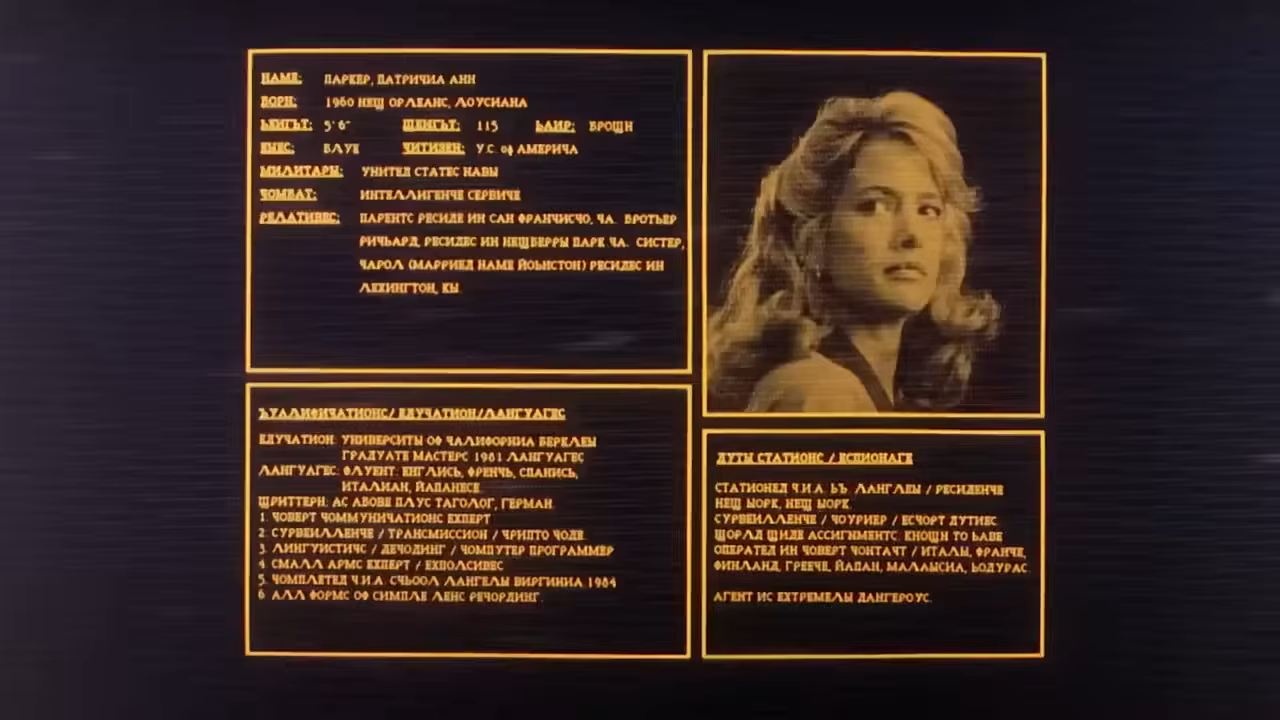 НАМЕ: ПАРКЕР, ПАТРИЧИА АНН
БОРН: 1960 НЕЩ ОРЛЕАНС, ЛОУСИАНА
ЬЕИГЪТ: 5' 6" ЩЕИГЪТ: 115 ЬАИР: БРОЩН
ЕЫЕС: БЛУЕ ЧИТИЗЕН: У.С. оф АМЕРИЧА
МИЛИТАРЫ: УНИТЕД СТАТЕС НАВЫ
ЧОМБАТ: ИНТЕЛЛИГЕНЧЕ СЕРВИЧЕ
РЕЛАТИВЕС: ПАРЕНТС РЕСИДЕ ИН САН ФРАНЧИСЧО, ЧА. БРОТЬЕР
РИЧЬАРД, РЕСИДЕС ИН НЕЩБЕРРЫ ПАРК ЧА. СИСТЕР,
ЧАРОЛ (МАРРИЕД НАМЕ ЙОЬНСТОН) РЕСИДЕС ИН
ЛЕХИНГТОН, КЫ
ЪУАЛИФИЧАТИОНС/ ЕДУЧАТИОН/ЛАНГУАГЕС
ЕДУЧАТИОН: УНИВЕРСИТЫ ОФ ЧАЛИФОРНИА БЕРКЛЕЫ
ГРАДУАТЕ МАСТЕРС 1981 ЛАНГУАГЕС
ЛАНГУАГЕС: ФЛУЕНТ: ЕНГЛИСЬ, ФРЕНЧЬ, СПАНИСЬ,
ИТАЛИАН, ЙАПАНЕСЕ.
ЩРИТТЕРН: АС АБОВЕ ПЛУС ТАГОЛОГ, ГЕРМАН.
1. ЧОВЕРТ ЧОММУНИЧАТИОНС ЕХПЕРТ
2. СУРВЕИЛЛЕНЧЕ / ТРАНСМИССИОН / ЧРИПТО ЧОДЕ.
3. ЛИНГУИСТИЧС / ДЕЧОДИНГ / ЧОМПУТЕР ПРОГРАММЕР
4. СМАЛЛ АРМС ЕХПЕРТ / ЕХПОЛСИВЕС
5. ЧОМПЛЕТЕД Ч.И.А. СЧЬООЛ ЛАНГЕЛЫ ВИРГИНИА 1984
6. АЛЛ ФОРМС ОФ СИМПЛЕ ЛЕНС РЕЧОРДИНГ.
ДУТЫ СТАТИОНС / ЕСПИОНАГЕ
СТАТИОНЕД Ч.И.А. ЬЪ. ЛАНГЛЕЫ / РЕСИДЕНЧЕ
НЕЩ ЫОРК, НЕЩ ЫОРК.
СУРВЕИЛЛЕНЧЕ / ЧОУРИЕР / ЕСЧОРТ ДУТИЕС.
ЩОРЛД ЩИДЕ АССИГНМЕНТС. КНОЩН ТО ЬАВЕ
ОПЕРАТЕД ИН ЧОВЕРТ ЧОНТАЧТ / ИТАЛЫ, ФРАНЧЕ,
ФИНЛАНД, ГРЕЕЧЕ, ЙАПАН, МАЛАЫСИА, ЬОДУРАС.
АГЕНТ ИС ЕХТРЕМЕЛЫ ДАНГЕРОУС.